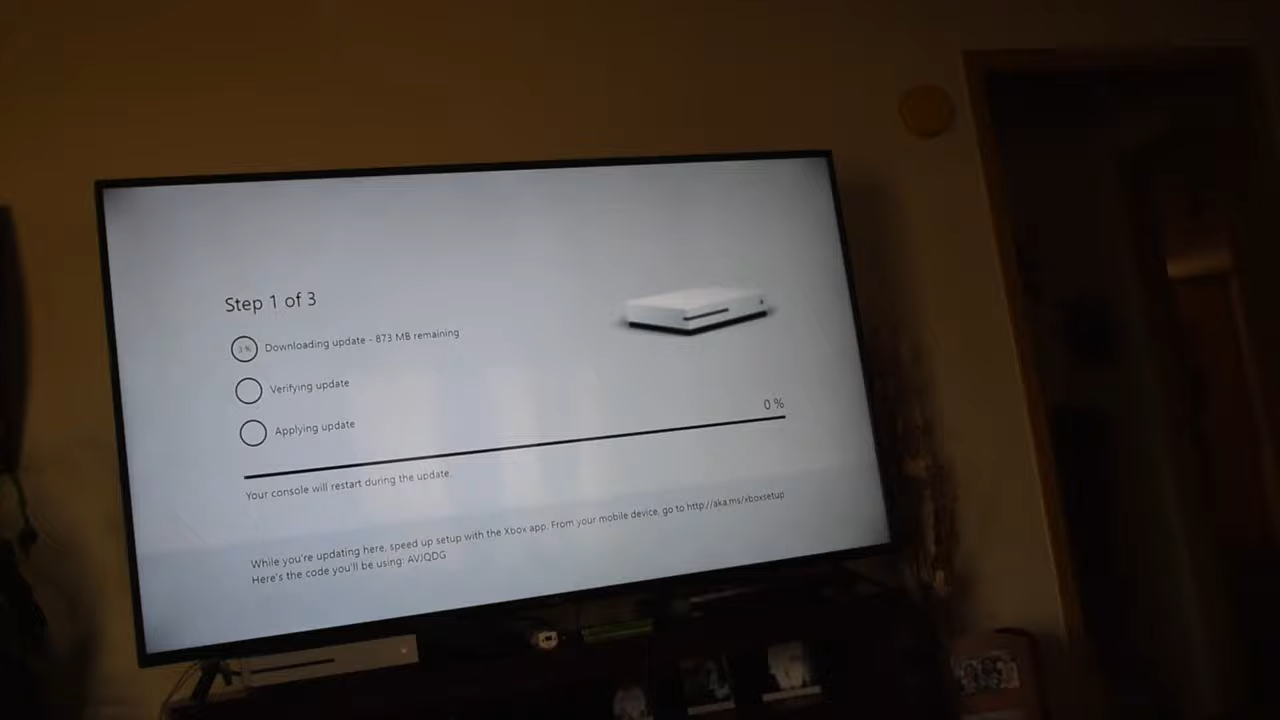 Step 1 of 3
3 %
Downloading update - 873 MB remaining
Verifying update
Applying update
0 %
Your console will restart during the update.
While you're updating here, speed up setup with the Xbox app. From your mobile device, go to http://aka.ms/xboxsetup
Here's the code you'll be using: AVJQDG